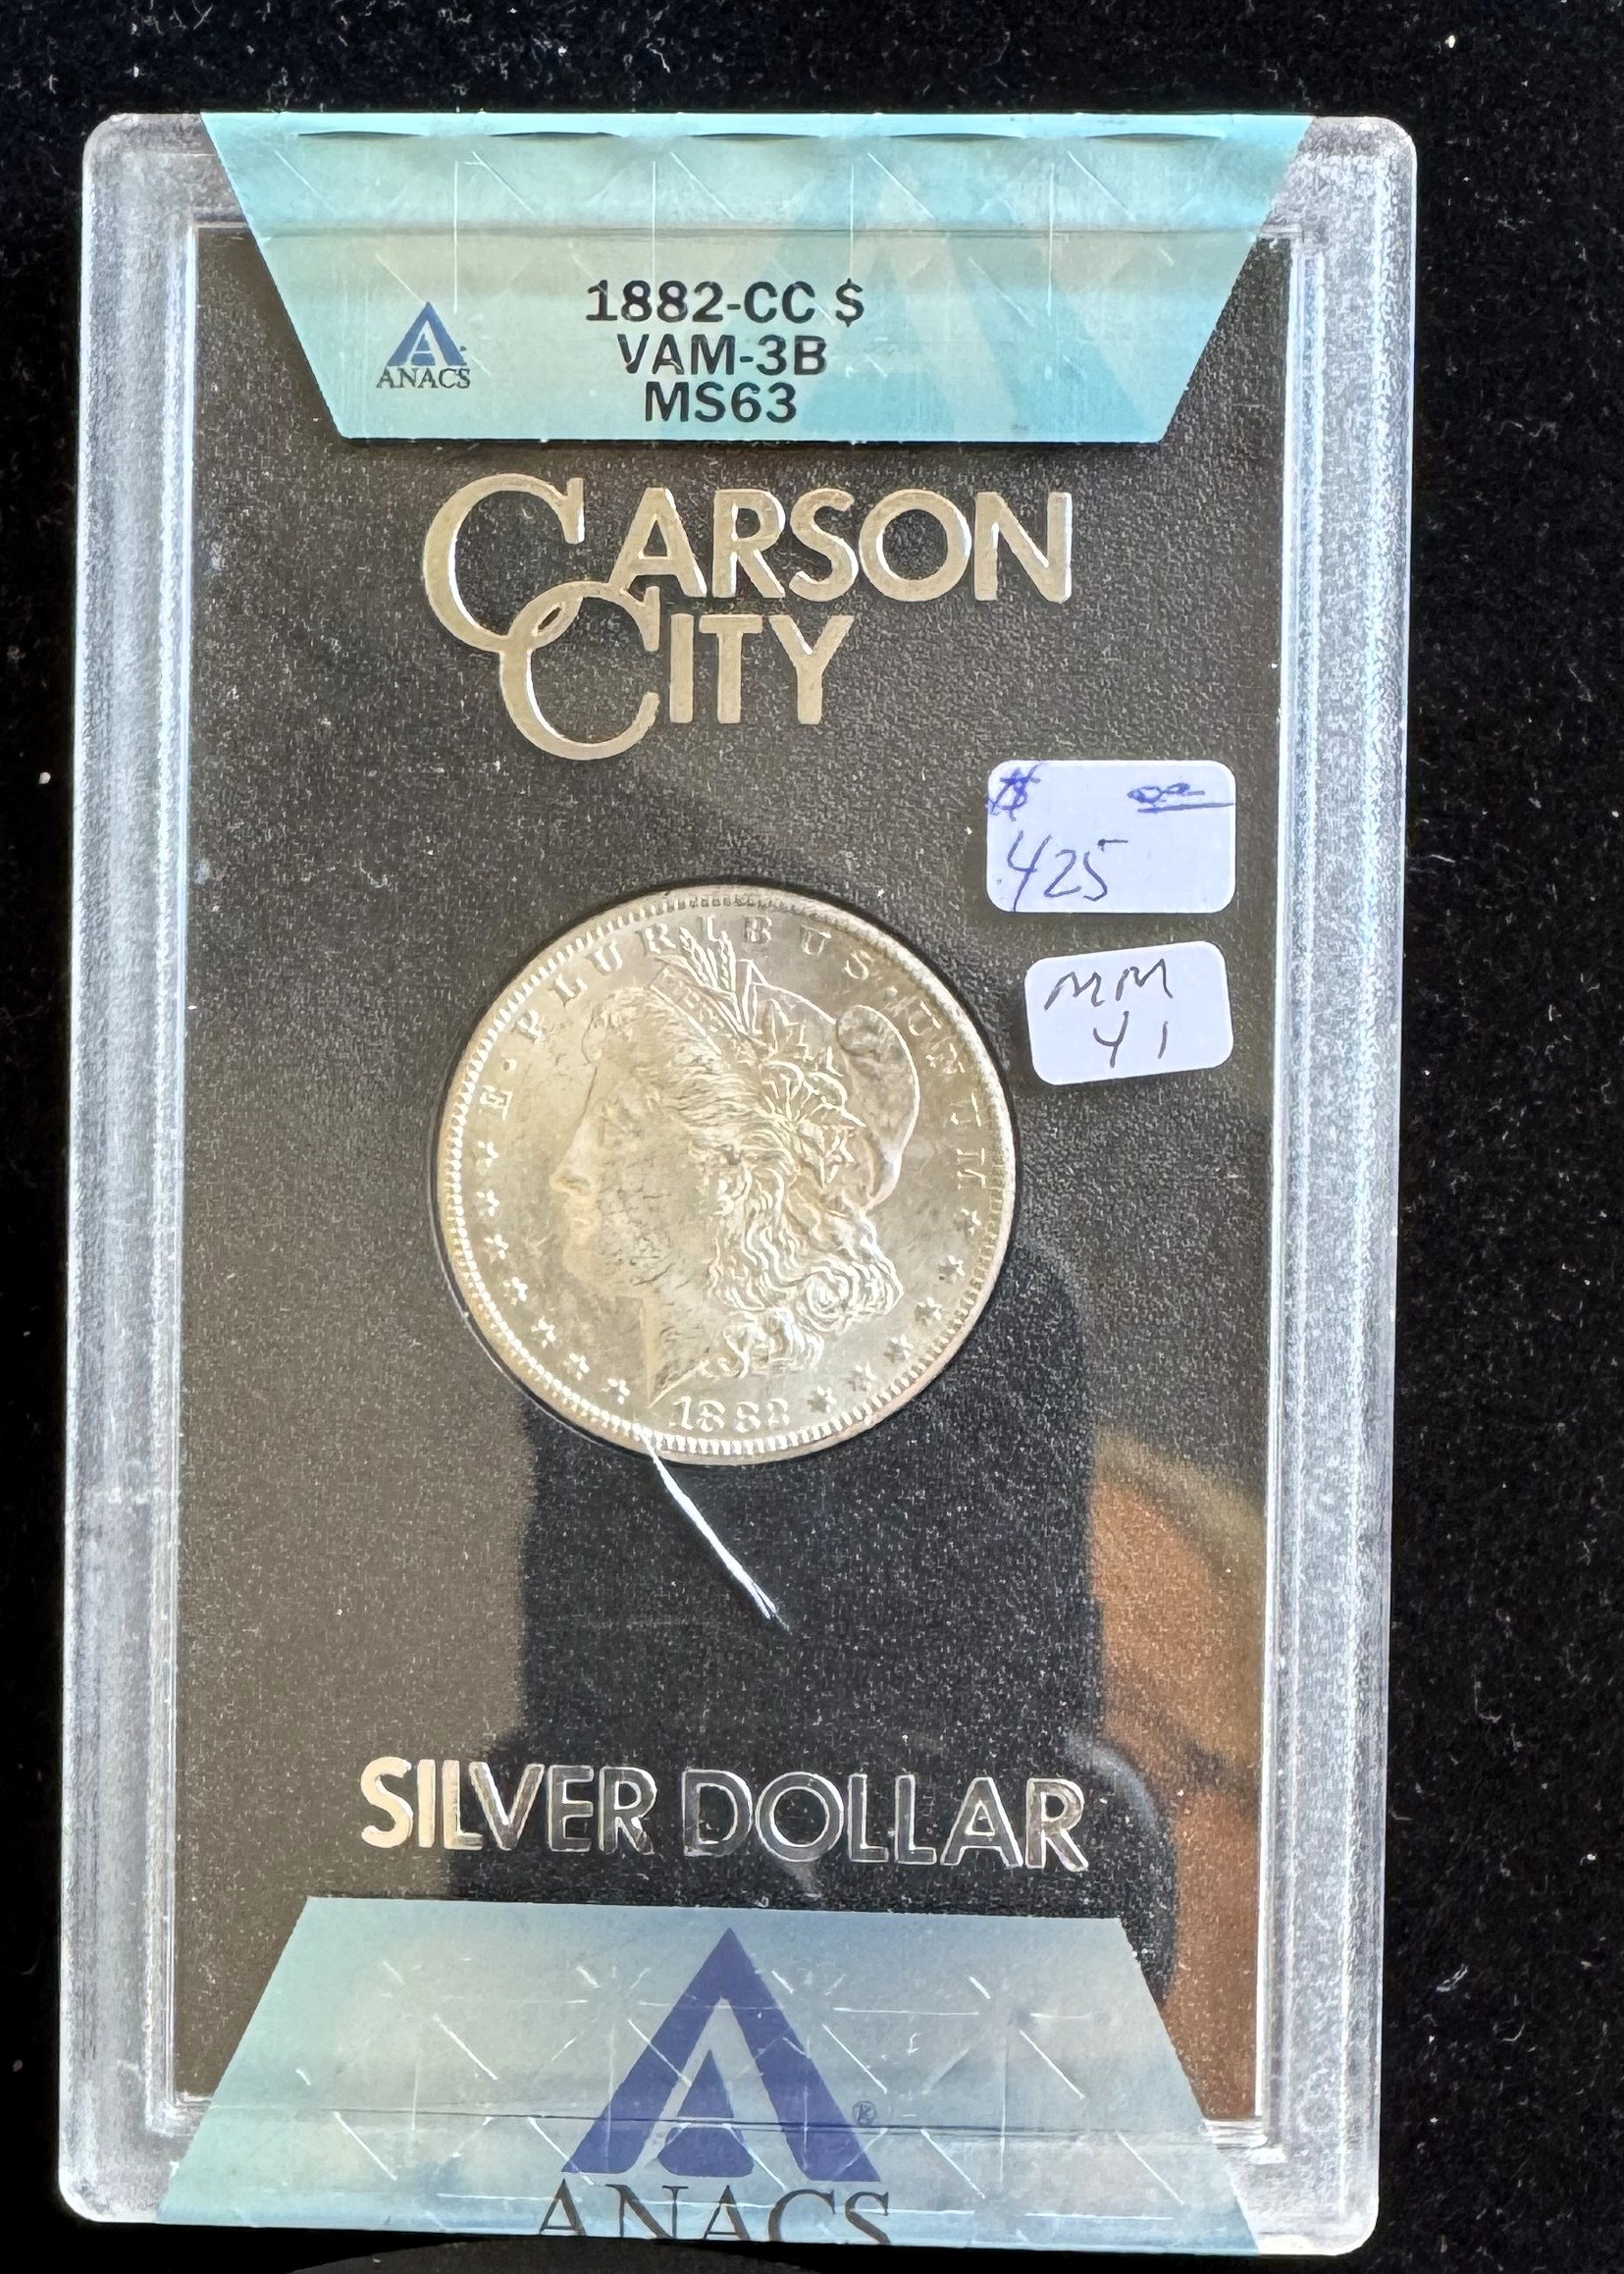 1882-CC $
VAM-3B
MS63
ANACS
CARSON
CITY
$
425
MM
41
E·PLURIBUS·UNUM
1882
SILVER DOLLAR
®
ANACS